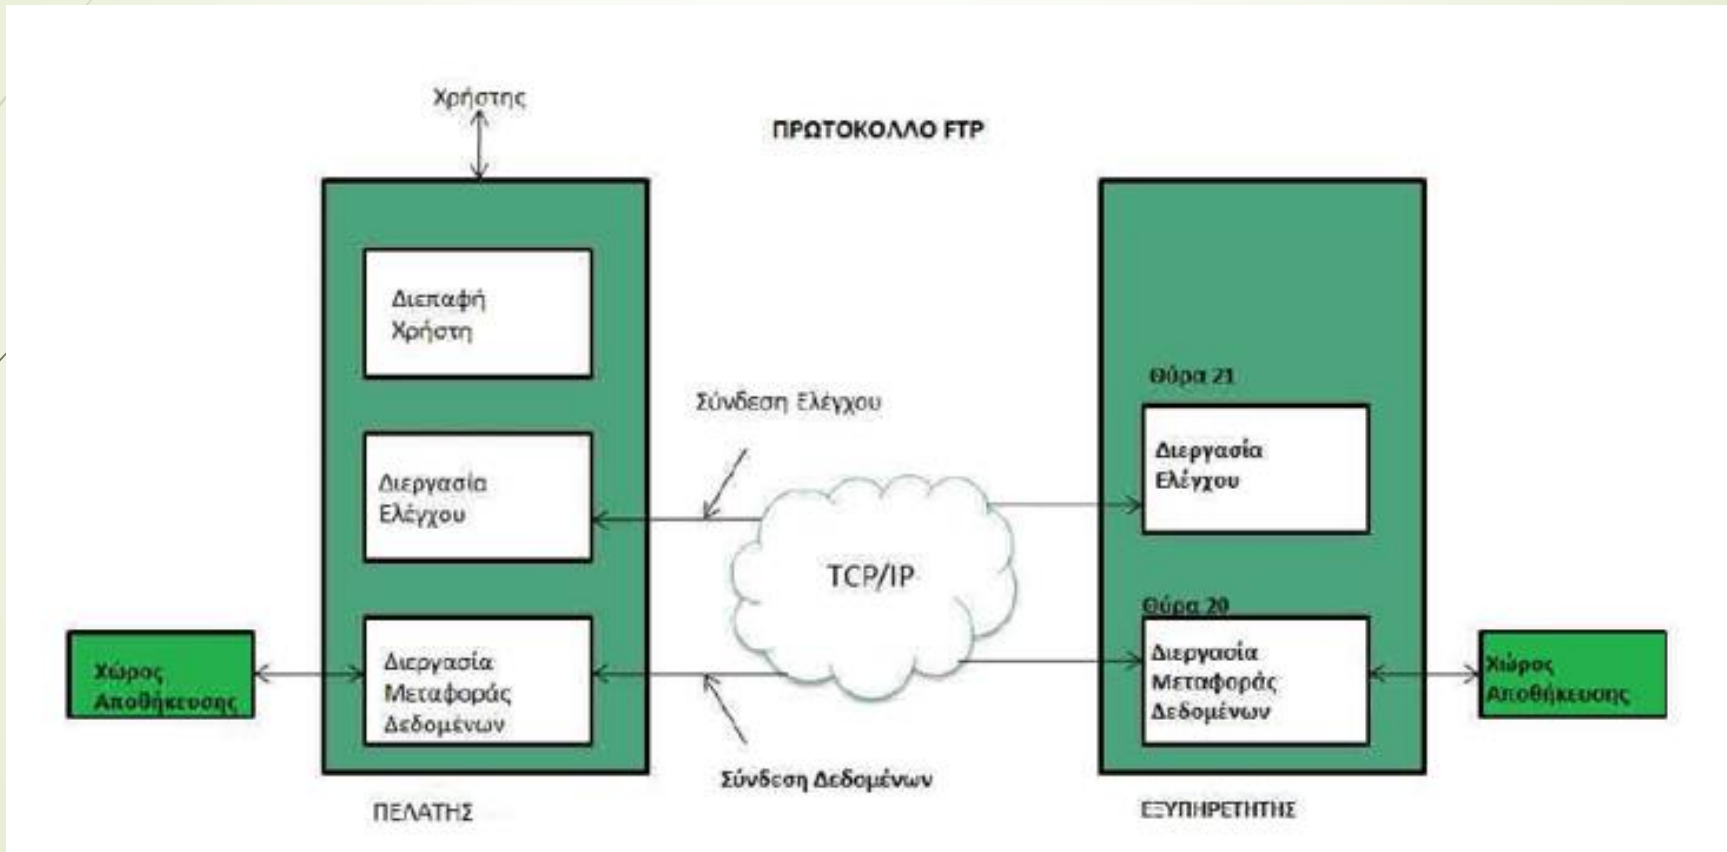 Χρήστης
ΠΡΩΤΟΚΟΛΛΟ FTP
Διεπαφή
Χρήστη
Θύρα 21
Σύνδεση Ελέγχου
Διεργασία
Ελέγχου
Διεργασία
Ελέγχου
TCP/IP
Θύρα 20
Χώρος
Αποθήκευσης
Διεργασία
Μεταφοράς
Δεδομένων
Διεργασία
Μεταφοράς
Δεδομένων
Χώρος
Αποθήκευσης
Σύνδεση Δεδομένων
ΠΕΛΑΤΗΣ
ΕΞΥΠΗΡΕΤΗΤΗΣ